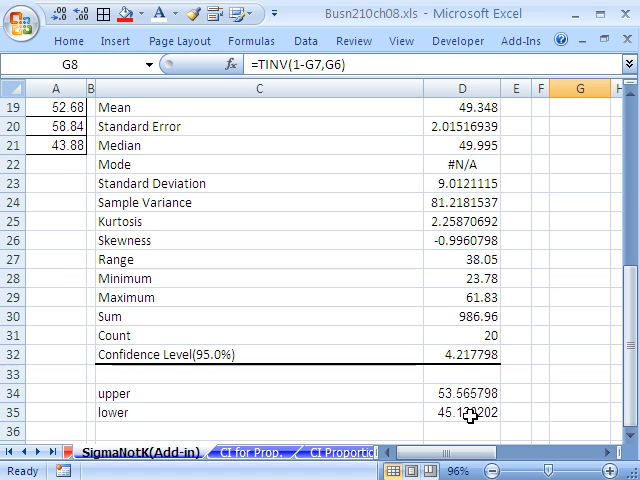 Busn210ch08.xls - Microsoft Excel
Home Insert Page Layout Formulas Data Review View Developer Add-Ins
G8 fx =TINV(1-G7,G6)
A B C D E F G H
19 52.68 Mean 49.348
20 58.84 Standard Error 2.01516939
21 43.88 Median 49.995
22 Mode #N/A
23 Standard Deviation 9.0121115
24 Sample Variance 81.2181537
25 Kurtosis 2.25870692
26 Skewness -0.9960798
27 Range 38.05
28 Minimum 23.78
29 Maximum 61.83
30 Sum 986.96
31 Count 20
32 Confidence Level(95.0%) 4.217798
33
34 upper 53.565798
35 lower
36
SigmaNotK(Add-in) CI for Prop. CI Proportio
Ready 96%